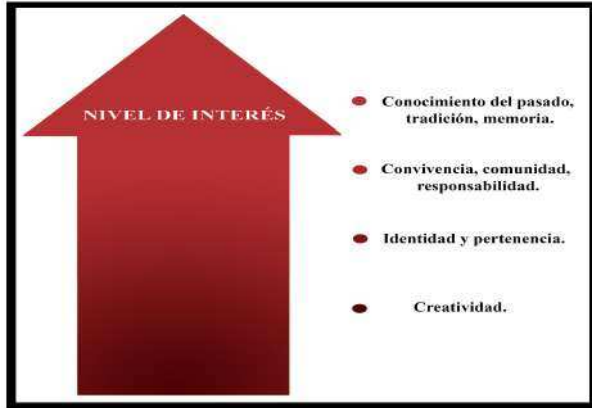 NIVEL DE INTERÉS
Conocimiento del pasado,
tradición, memoria.
Convivencia, comunidad,
responsabilidad.
Identidad y pertenencia.
Creatividad.